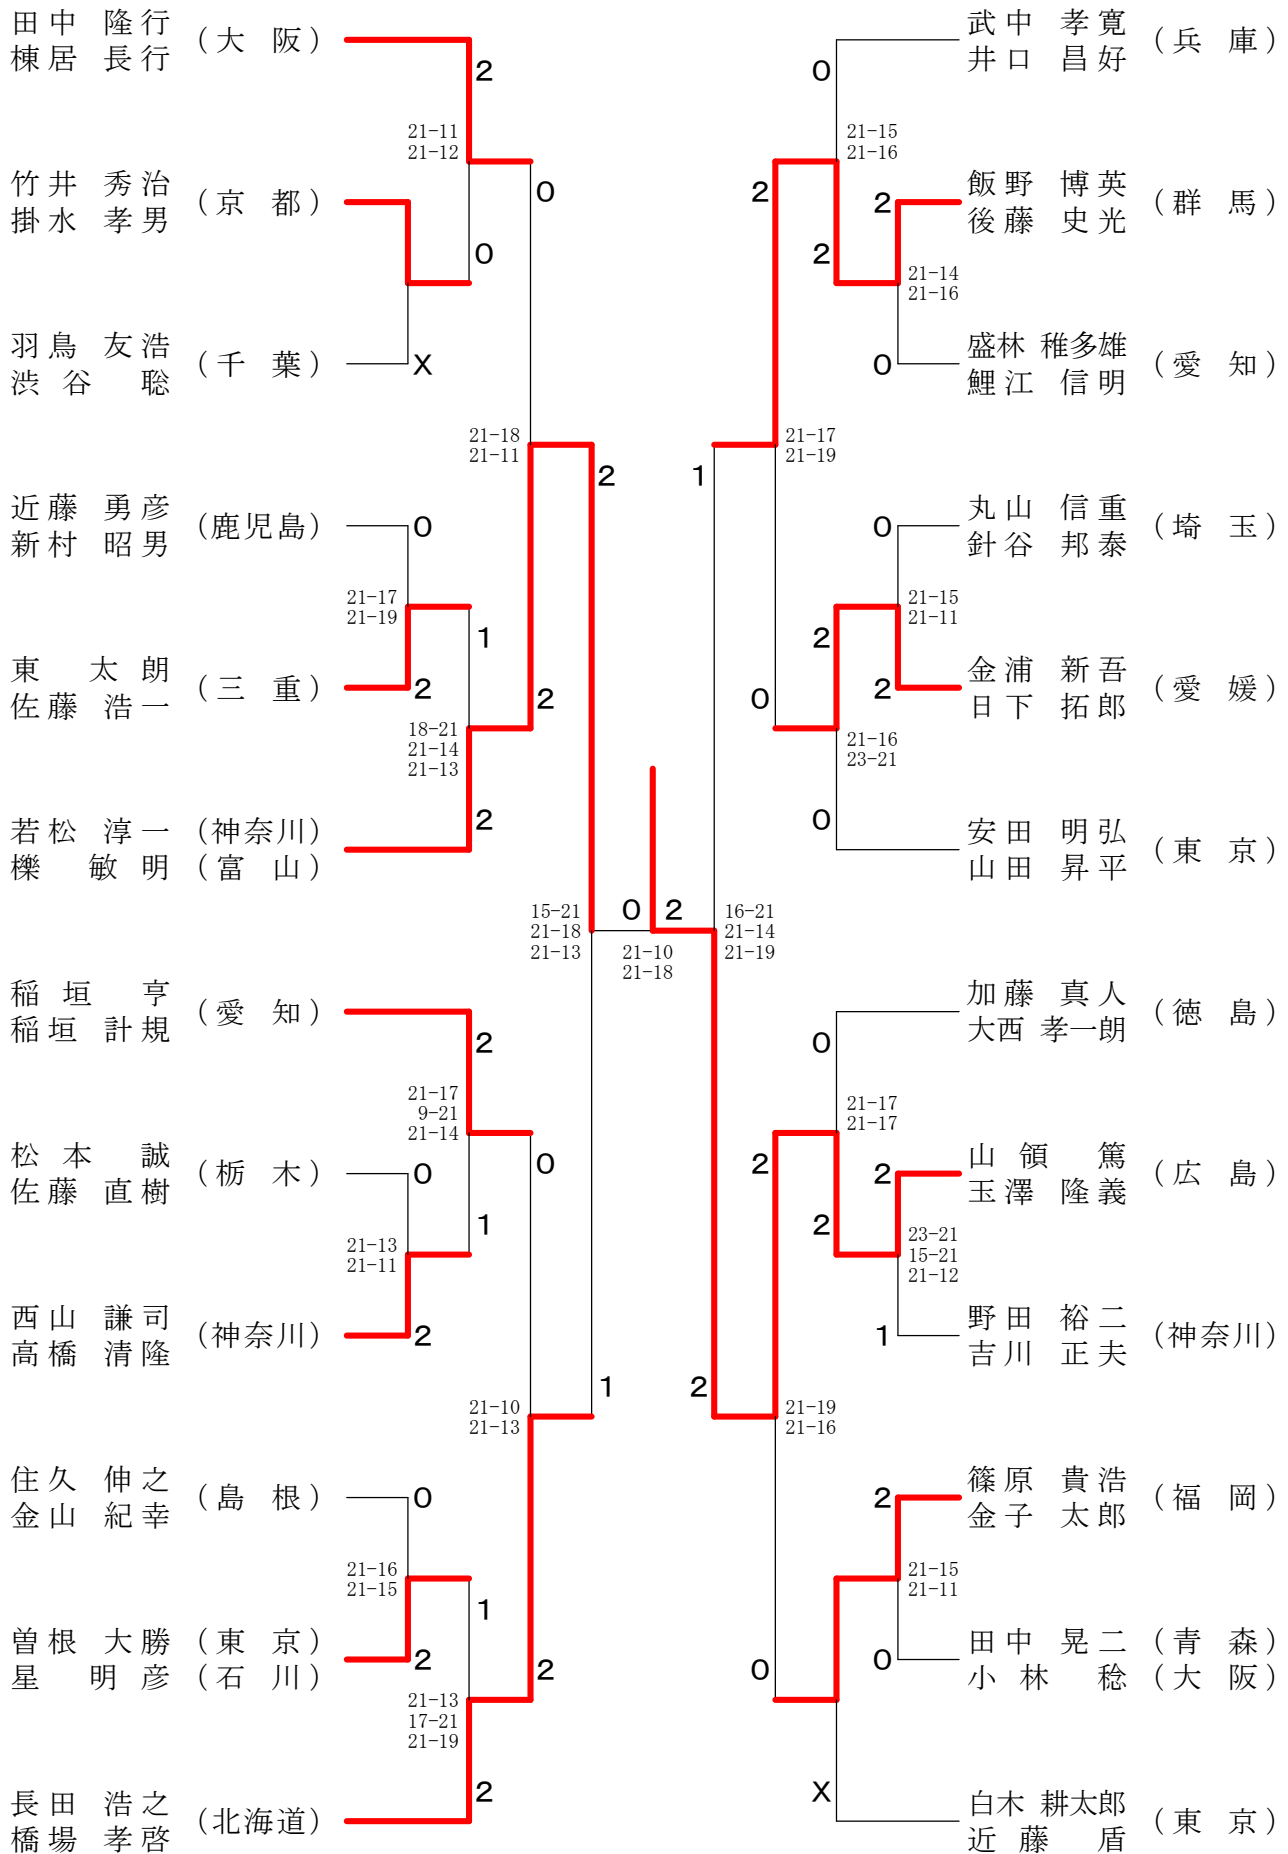 田中 隆行
棟居 長行
(大 阪)
2
21-11
21-12
竹井 秀治
掛水 孝男
(京 都)
0
0
羽鳥 友浩
渋谷 聡
(千 葉)
X
21-18
21-11
2
近藤 勇彦
新村 昭男
(鹿児島)
0
21-17
21-19
1
東 太朗
佐藤 浩一
(三 重)
2
2
18-21
21-14
21-13
若松 淳一
櫟 敏明
(神奈川)
(富 山)
2
15-21
21-18
21-13
0
2
21-10
21-18
稲垣 亨
稲垣 計規
(愛 知)
2
21-17
9-21
21-14
0
松本 誠
佐藤 直樹
(栃 木)
0
1
21-13
21-11
西山 謙司
高橋 清隆
(神奈川)
2
1
21-10
21-13
住久 伸之
金山 紀幸
(島 根)
0
21-16
21-15
1
曽根 大勝
星 明彦
(東 京)
(石 川)
2
2
21-13
17-21
21-19
長田 浩之
橋場 孝啓
(北海道)
2
武中 孝寛
井口 昌好
(兵 庫)
0
21-15
21-16
2
飯野 博英
後藤 史光
(群 馬)
2
2
21-14
21-16
盛林 稚多雄
鯉江 信明
(愛 知)
0
21-17
21-19
1
丸山 信重
針谷 邦泰
(埼 玉)
0
21-15
21-11
2
金浦 新吾
日下 拓郎
(愛 媛)
2
0
21-16
23-21
安田 明弘
山田 昇平
(東 京)
0
16-21
21-14
21-19
加藤 真人
大西 孝一朗
(徳 島)
0
21-17
21-17
2
山領 篤
玉澤 隆義
(広 島)
2
2
23-21
15-21
21-12
野田 裕二
吉川 正夫
(神奈川)
1
2
21-19
21-16
篠原 貴浩
金子 太郎
(福 岡)
2
21-15
21-11
田中 晃二
小林 稔
(青 森)
(大 阪)
0
0
白木 耕太郎
近藤 盾
(東 京)
X